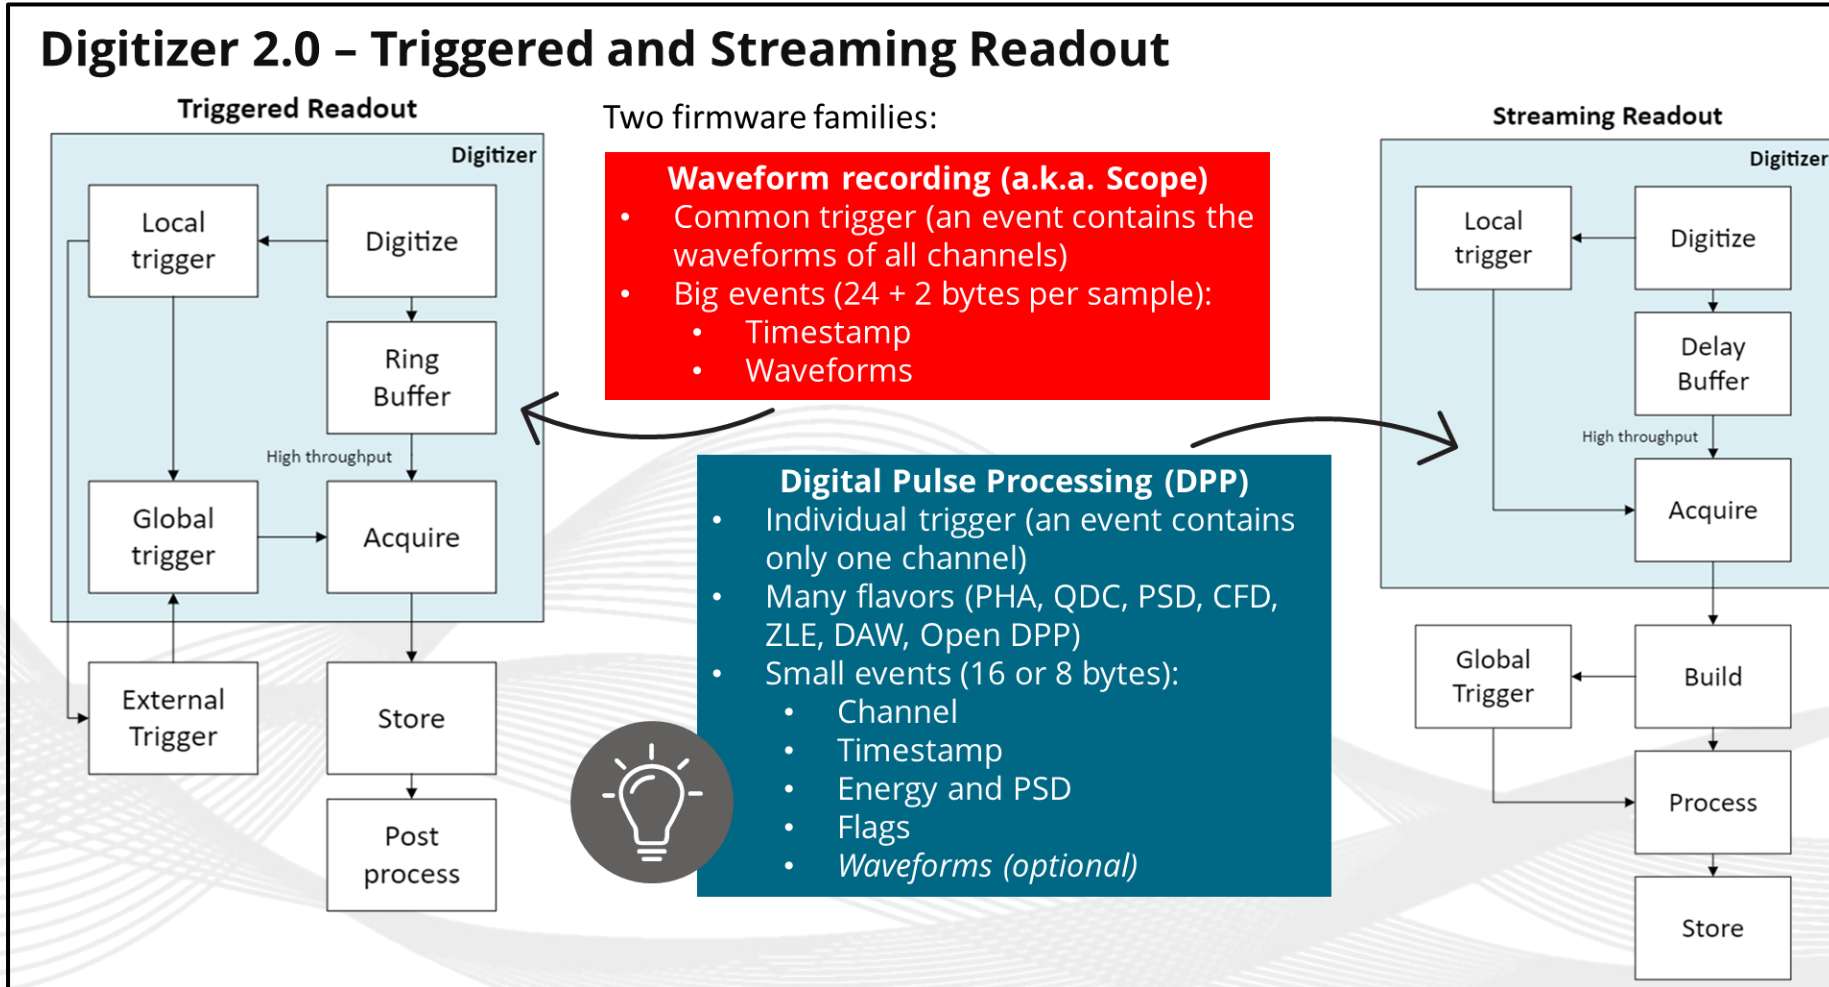 Digitizer 2.0 – Triggered and Streaming Readout
Triggered Readout
Digitizer
Local
trigger
Digitize
Ring
Buffer
High throughput
Global
trigger
Acquire
External
Trigger
Store
Post
process
Two firmware families:
Waveform recording (a.k.a. Scope)
• Common trigger (an event contains the
waveforms of all channels)
• Big events (24 + 2 bytes per sample):
• Timestamp
• Waveforms
Digital Pulse Processing (DPP)
• Individual trigger (an event contains
only one channel)
• Many flavors (PHA, QDC, PSD, CFD,
ZLE, DAW, Open DPP)
• Small events (16 or 8 bytes):
• Channel
• Timestamp
• Energy and PSD
• Flags
• Waveforms (optional)
Streaming Readout
Digitizer
Local
trigger
Digitize
Delay
Buffer
High throughput
Acquire
Global
Trigger
Build
Process
Store